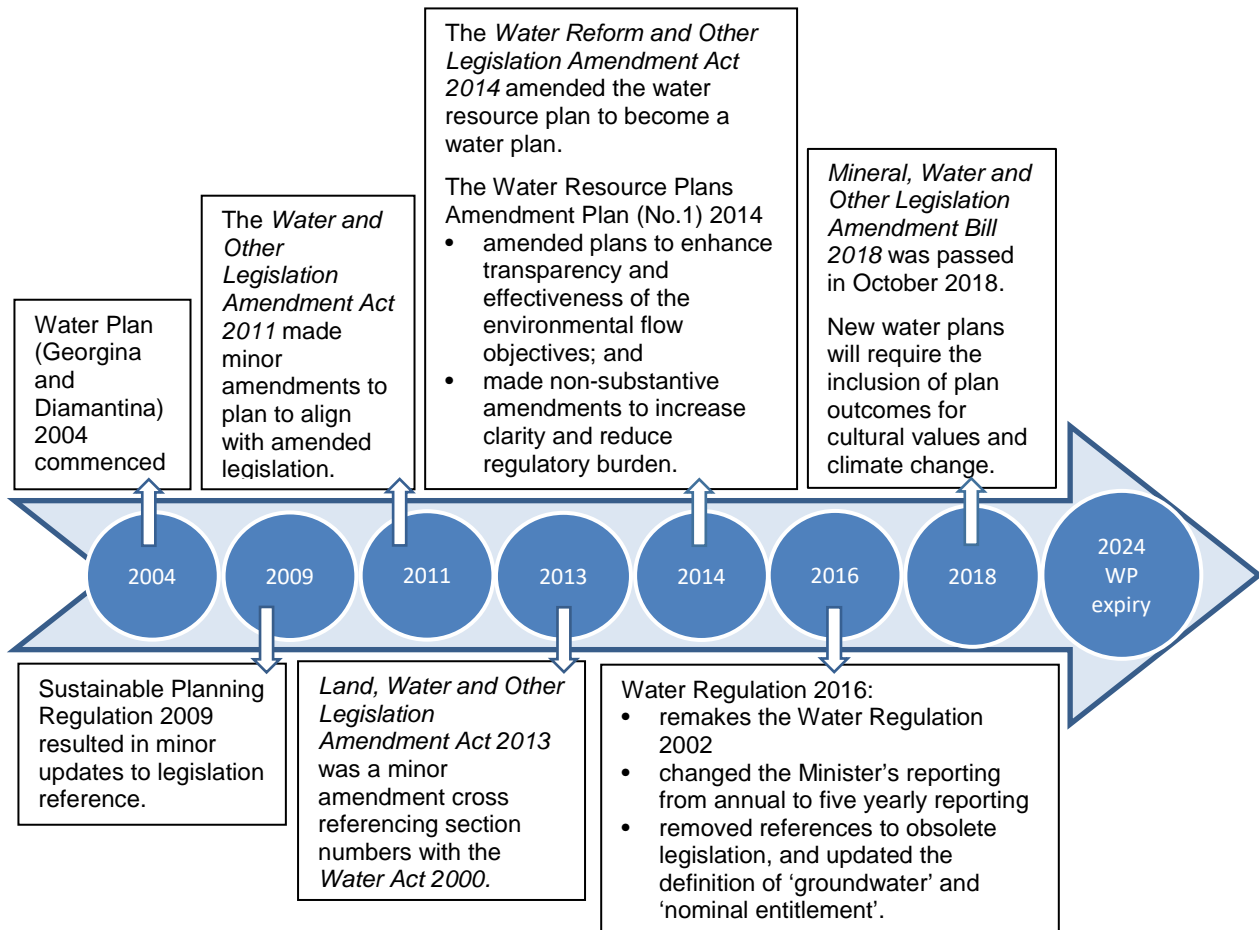 Water Plan
(Georgina
and
Diamantina)
2004
commenced
The Water and
Other
Legislation
Amendment Act
2011 made
minor
amendments to
plan to align
with amended
legislation.
The Water Reform and Other
Legislation Amendment Act
2014 amended the water
resource plan to become a
water plan.
The Water Resource Plans
Amendment Plan (No.1) 2014
• amended plans to enhance
transparency and
effectiveness of the
environmental flow
objectives; and
• made non-substantive
amendments to increase
clarity and reduce
regulatory burden.
Mineral, Water and
Other Legislation
Amendment Bill
2018 was passed
in October 2018.
New water plans
will require the
inclusion of plan
outcomes for
cultural values and
climate change.
2004
2009
2011
2013
2014
2016
2018
2024
WP
expiry
Sustainable Planning
Regulation 2009
resulted in minor
updates to legislation
reference.
Land, Water and Other
Legislation
Amendment Act 2013
was a minor
amendment cross
referencing section
numbers with the
Water Act 2000.
Water Regulation 2016:
• remakes the Water Regulation
2002
• changed the Minister’s reporting
from annual to five yearly reporting
• removed references to obsolete
legislation, and updated the
definition of ‘groundwater’ and
‘nominal entitlement’.